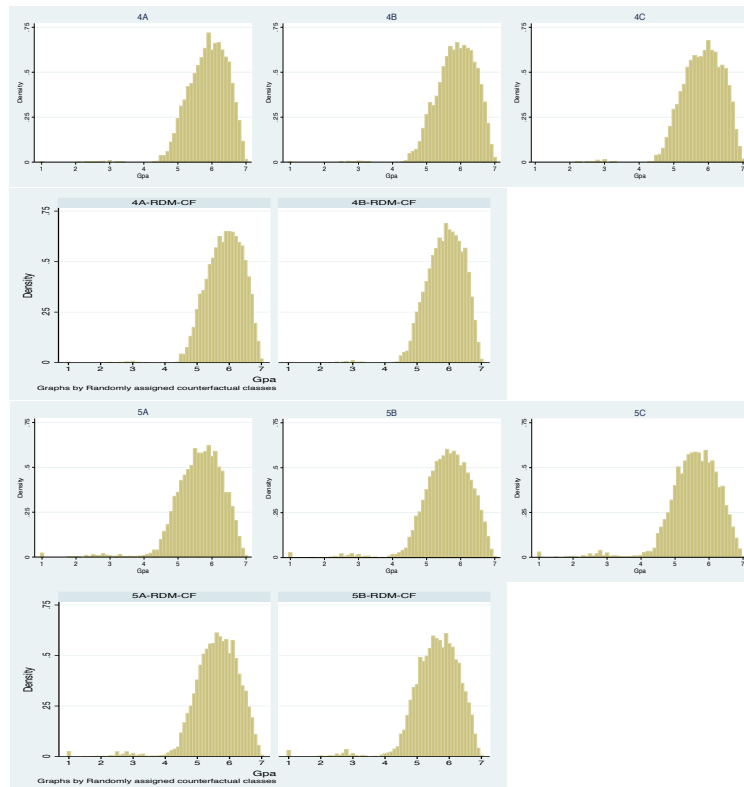 4A 4B 4C
.75 .75 .75
.5 .5 .5
Density Density Density
.25 .25 .25
0 0 0
1 2 3 4 5 6 7 1 2 3 4 5 6 7 1 2 3 4 5 6 7
Gpa Gpa Gpa
4A-RDM-CF 4B-RDM-CF
.75
.5
Density
.25
0
1 2 3 4 5 6 7 1 2 3 4 5 6 7
Gpa
Graphs by Randomly assigned counterfactual classes
5A 5B 5C
.75 .75 .75
.5 .5 .5
Density Density Density
.25 .25 .25
0 0 0
1 2 3 4 5 6 7 1 2 3 4 5 6 7 1 2 3 4 5 6 7
Gpa Gpa Gpa
5A-RDM-CF 5B-RDM-CF
.75
.5
Density
.25
0
1 2 3 4 5 6 7 1 2 3 4 5 6 7
Gpa
Graphs by Randomly assigned counterfactual classes